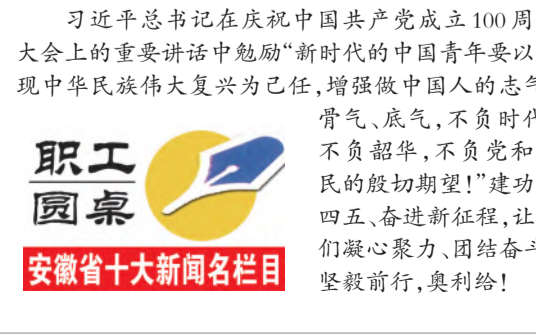 习近平总书记在庆祝中国共产党成立100周
大会上的重要讲话中勉励“新时代的中国青年要以
现中华民族伟大复兴为己任,增强做中国人的志气
骨气、底气,不负时代
不负韶华,不负党和
民的殷切期望!”建功
四五、奋进新征程,让
们凝心聚力、团结奋斗
坚毅前行,奥利给!
职工
圆桌
安徽省十大新闻名栏目